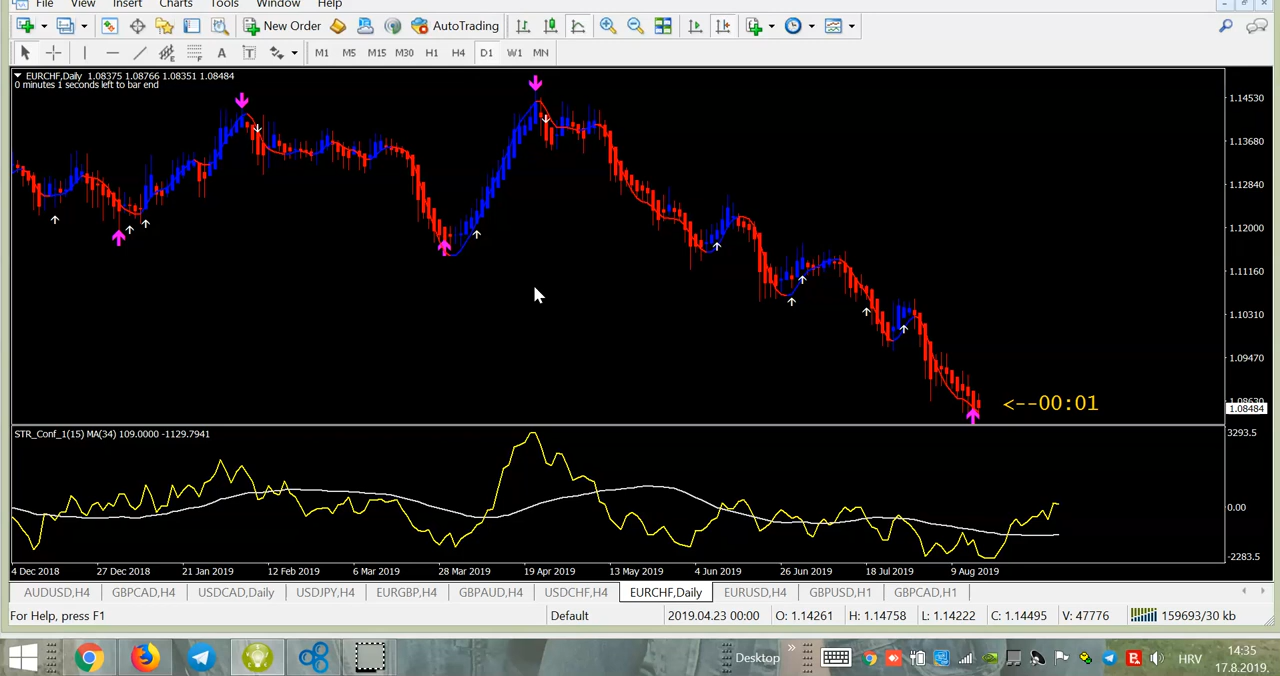 File View Insert Charts Tools Window Help
New Order AutoTrading
A T M1 M5 M15 M30 H1 H4 D1 W1 MN
EURCHF,Daily 1.08375 1.08766 1.08351 1.08484
0 minutes 1 seconds left to bar end
1.14530
1.13680
1.12840
1.12000
1.11160
1.10310
1.09470
1.08630
<--00:01
1.08484
STR_Conf_1(15) MA(34) 109.0000 -1129.7941
3293.5
0.00
-2283.5
4 Dec 2018 27 Dec 2018 21 Jan 2019 12 Feb 2019 6 Mar 2019 28 Mar 2019 19 Apr 2019 13 May 2019 4 Jun 2019 26 Jun 2019 18 Jul 2019 9 Aug 2019
AUDUSD,H4 GBPCAD,H4 USDCAD,Daily USDJPY,H4 EURGBP,H4 GBPAUD,H4 USDCHF,H4 EURCHF,Daily EURUSD,H4 GBPUSD,H1 GBPCAD,H1
For Help, press F1 Default 2019.04.23 00:00 O: 1.14261 H: 1.14758 L: 1.14222 C: 1.14495 V: 47776 159693/30 kb
Desktop » HRV 14:35
17.8.2019.